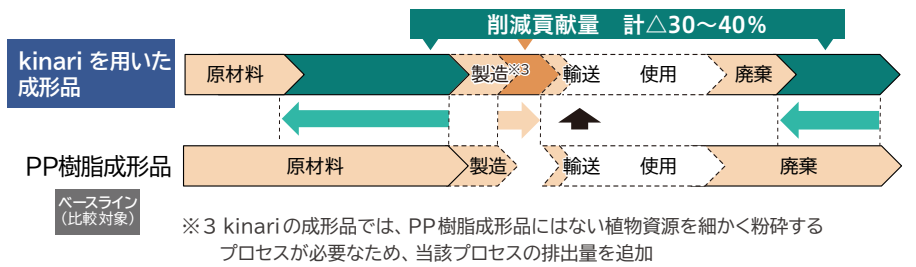 削減貢献量 計△30～40%
kinari を用いた
成形品
原材料
製造※3
輸送
使用
廃棄
PP樹脂成形品
原材料
製造
輸送
使用
廃棄
ベースライン
(比較対象)
※3 kinariの成形品では、PP樹脂成形品にはない植物資源を細かく粉砕する
プロセスが必要なため、当該プロセスの排出量を追加